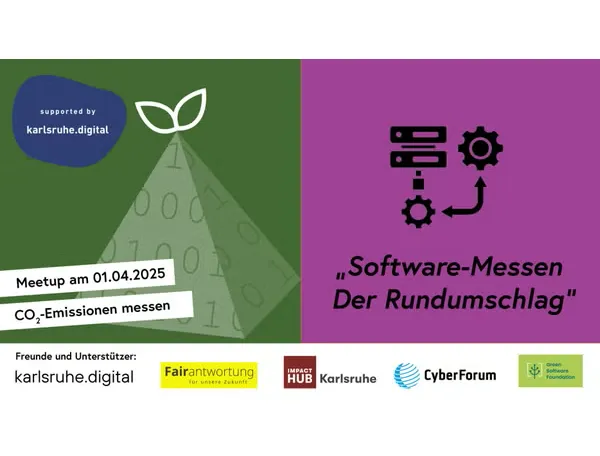 supported by
karlsruhe.digital
Meetup am 01.04.2025
CO₂-Emissionen messen
„Software-Messen
Der Rundumschlag“
Freunde und Unterstützer:
karlsruhe.digital
Fairantwortung
für unsere Zukunft
IMPACT
HUB
Karlsruhe
CyberForum
Green
Software
Foundation